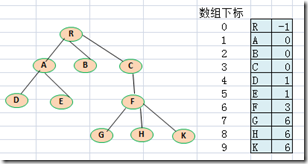 数组下标
R
A
B
C
D
E
F
G
H
K
0 R -1
1 A 0
2 B 0
3 C 0
4 D 1
5 E 1
6 F 3
7 G 6
8 H 6
9 K 6